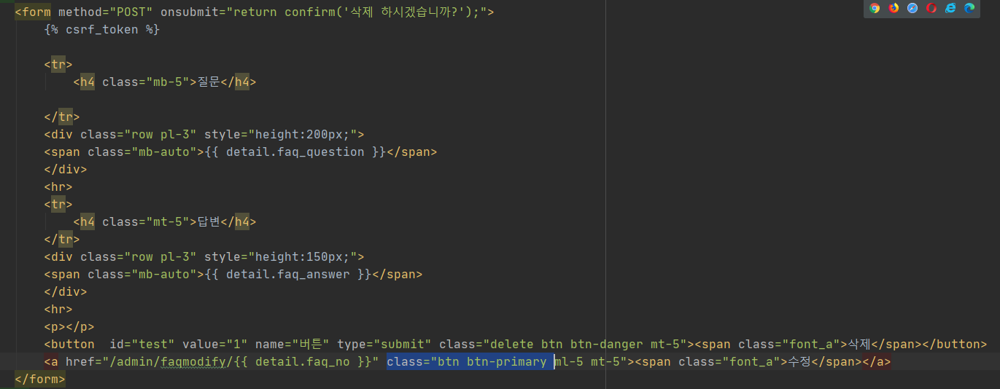 <form method="POST" onsubmit="return confirm('삭제 하시겠습니까?');">
{% csrf_token %}
<tr>
<h4 class="mb-5">질문</h4>
</tr>
<div class="row pl-3" style="height:200px;">
<span class="mb-auto">{{ detail.faq_question }}</span>
</div>
<hr>
<tr>
<h4 class="mt-5">답변</h4>
</tr>
<div class="row pl-3" style="height:150px;">
<span class="mb-auto">{{ detail.faq_answer }}</span>
</div>
<hr>
<p></p>
<button  id="test" value="1" name="버튼" type="submit" class="delete btn btn-danger mt-5"><span class="font_a">삭제</span></button>
<a href="/admin/faqmodify/{{ detail.faq_no }}" class="btn btn-primary ml-5 mt-5"><span class="font_a">수정</span></a>
</form>